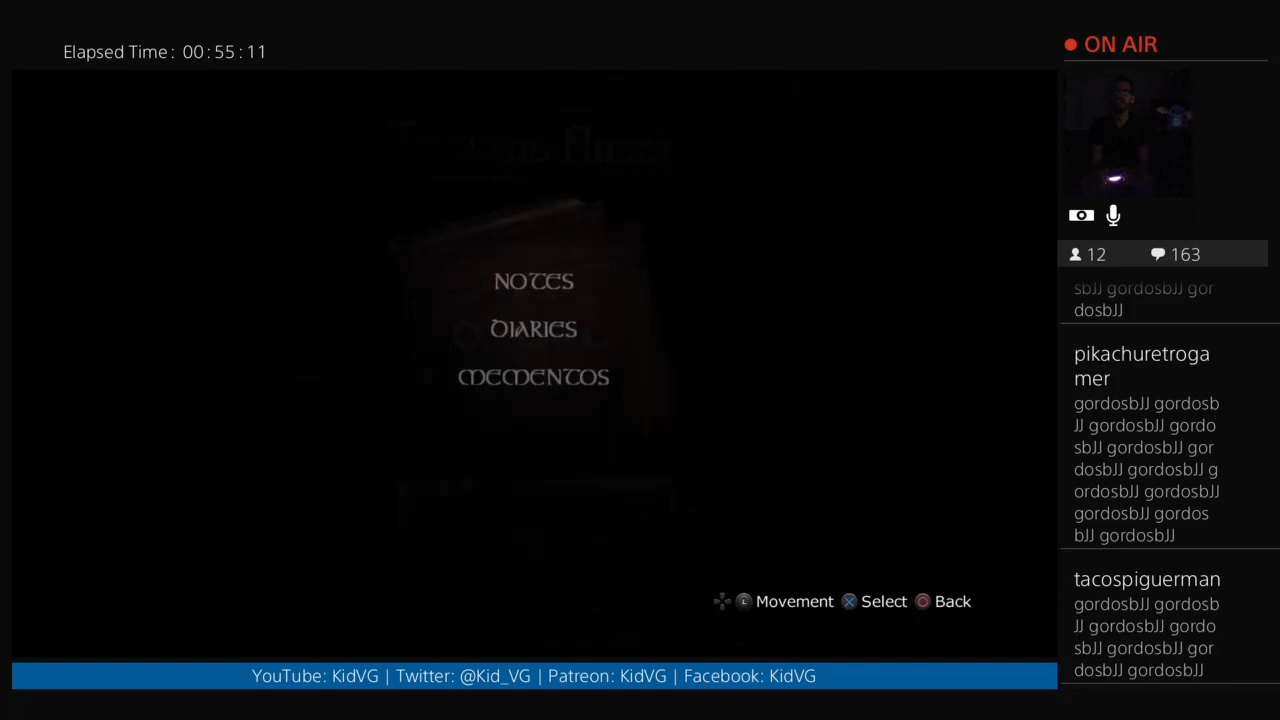 Elapsed Time: 00:55:11
ON AIR
12 163
sbJJ gordosbJJ gor
dosbJJ
pikachuretroga
mer
gordosbJJ gordosb
JJ gordosbJJ gordo
sbJJ gordosbJJ gor
dosbJJ gordosbJJ g
ordosbJJ gordosbJJ
gordosbJJ gordos
bJJ gordosbJJ
tacospiguerman
gordosbJJ gordosb
JJ gordosbJJ gordo
sbJJ gordosbJJ gor
dosbJJ gordosbJJ
NOTES
DIARIES
MEMENTOS
L Movement X Select O Back
YouTube: KidVG | Twitter: @Kid_VG | Patreon: KidVG | Facebook: KidVG